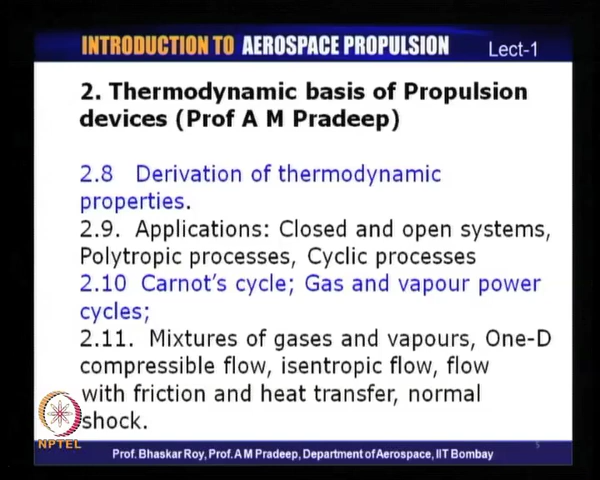 INTRODUCTION TO AEROSPACE PROPULSION Lect-1
2. Thermodynamic basis of Propulsion
devices (Prof A M Pradeep)
2.8 Derivation of thermodynamic
properties.
2.9. Applications: Closed and open systems,
Polytropic processes, Cyclic processes
2.10 Carnot's cycle; Gas and vapour power
cycles;
2.11. Mixtures of gases and vapours, One-D
compressible flow, isentropic flow, flow
with friction and heat transfer, normal
shock.
NPTEL
5
Prof. Bhaskar Roy, Prof. A M Pradeep, Department of Aerospace, IIT Bombay